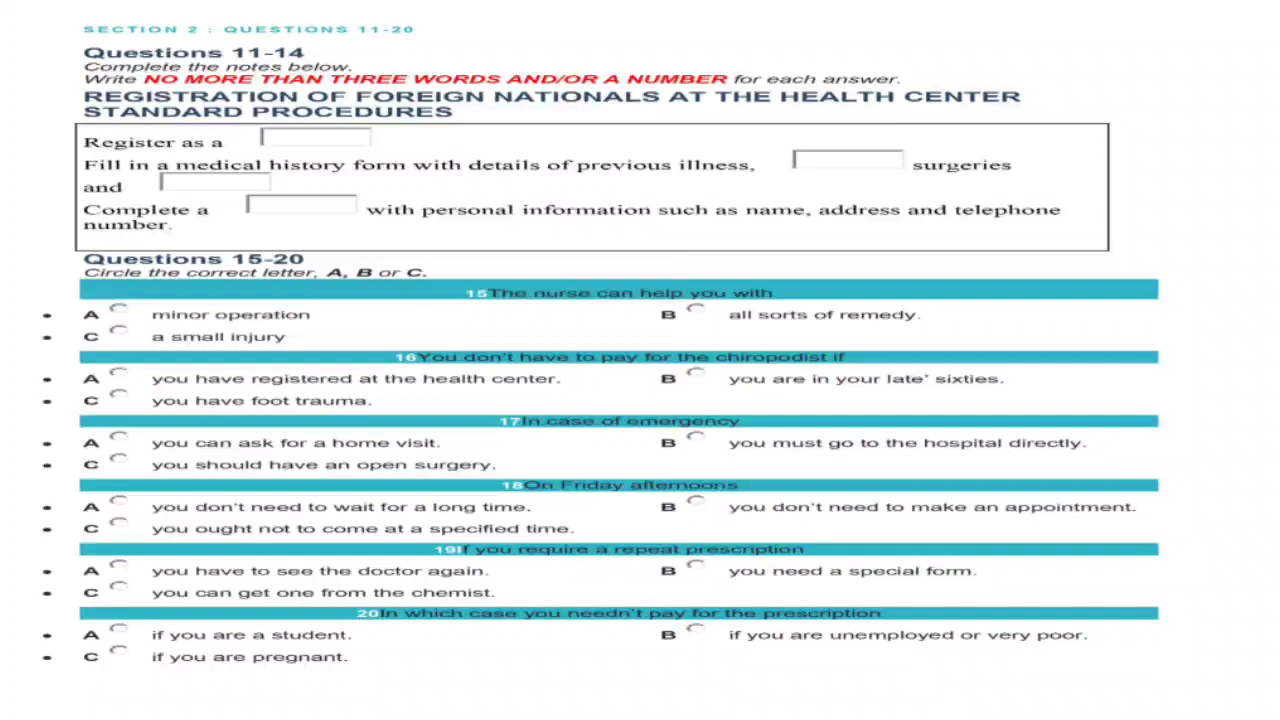 SECTION 2 : QUESTIONS 11-20
Questions 11-14
Complete the notes below.
Write NO MORE THAN THREE WORDS AND/OR A NUMBER for each answer.
REGISTRATION OF FOREIGN NATIONALS AT THE HEALTH CENTER
STANDARD PROCEDURES
Register as a
Fill in a medical history form with details of previous illness, surgeries
and
Complete a with personal information such as name, address and telephone
number.
Questions 15-20
Circle the correct letter, A, B or C.
15The nurse can help you with
A minor operation B all sorts of remedy.
C a small injury
16You don't have to pay for the chiropodist if
A you have registered at the health center. B you are in your late' sixties.
C you have foot trauma.
17In case of emergency
A you can ask for a home visit. B you must go to the hospital directly.
C you should have an open surgery.
18On Friday afternoons
A you don't need to wait for a long time. B you don't need to make an appointment.
C you ought not to come at a specified time.
19If you require a repeat prescription
A you have to see the doctor again. B you need a special form.
C you can get one from the chemist.
20In which case you needn't pay for the prescription
A if you are a student. B if you are unemployed or very poor.
C if you are pregnant.